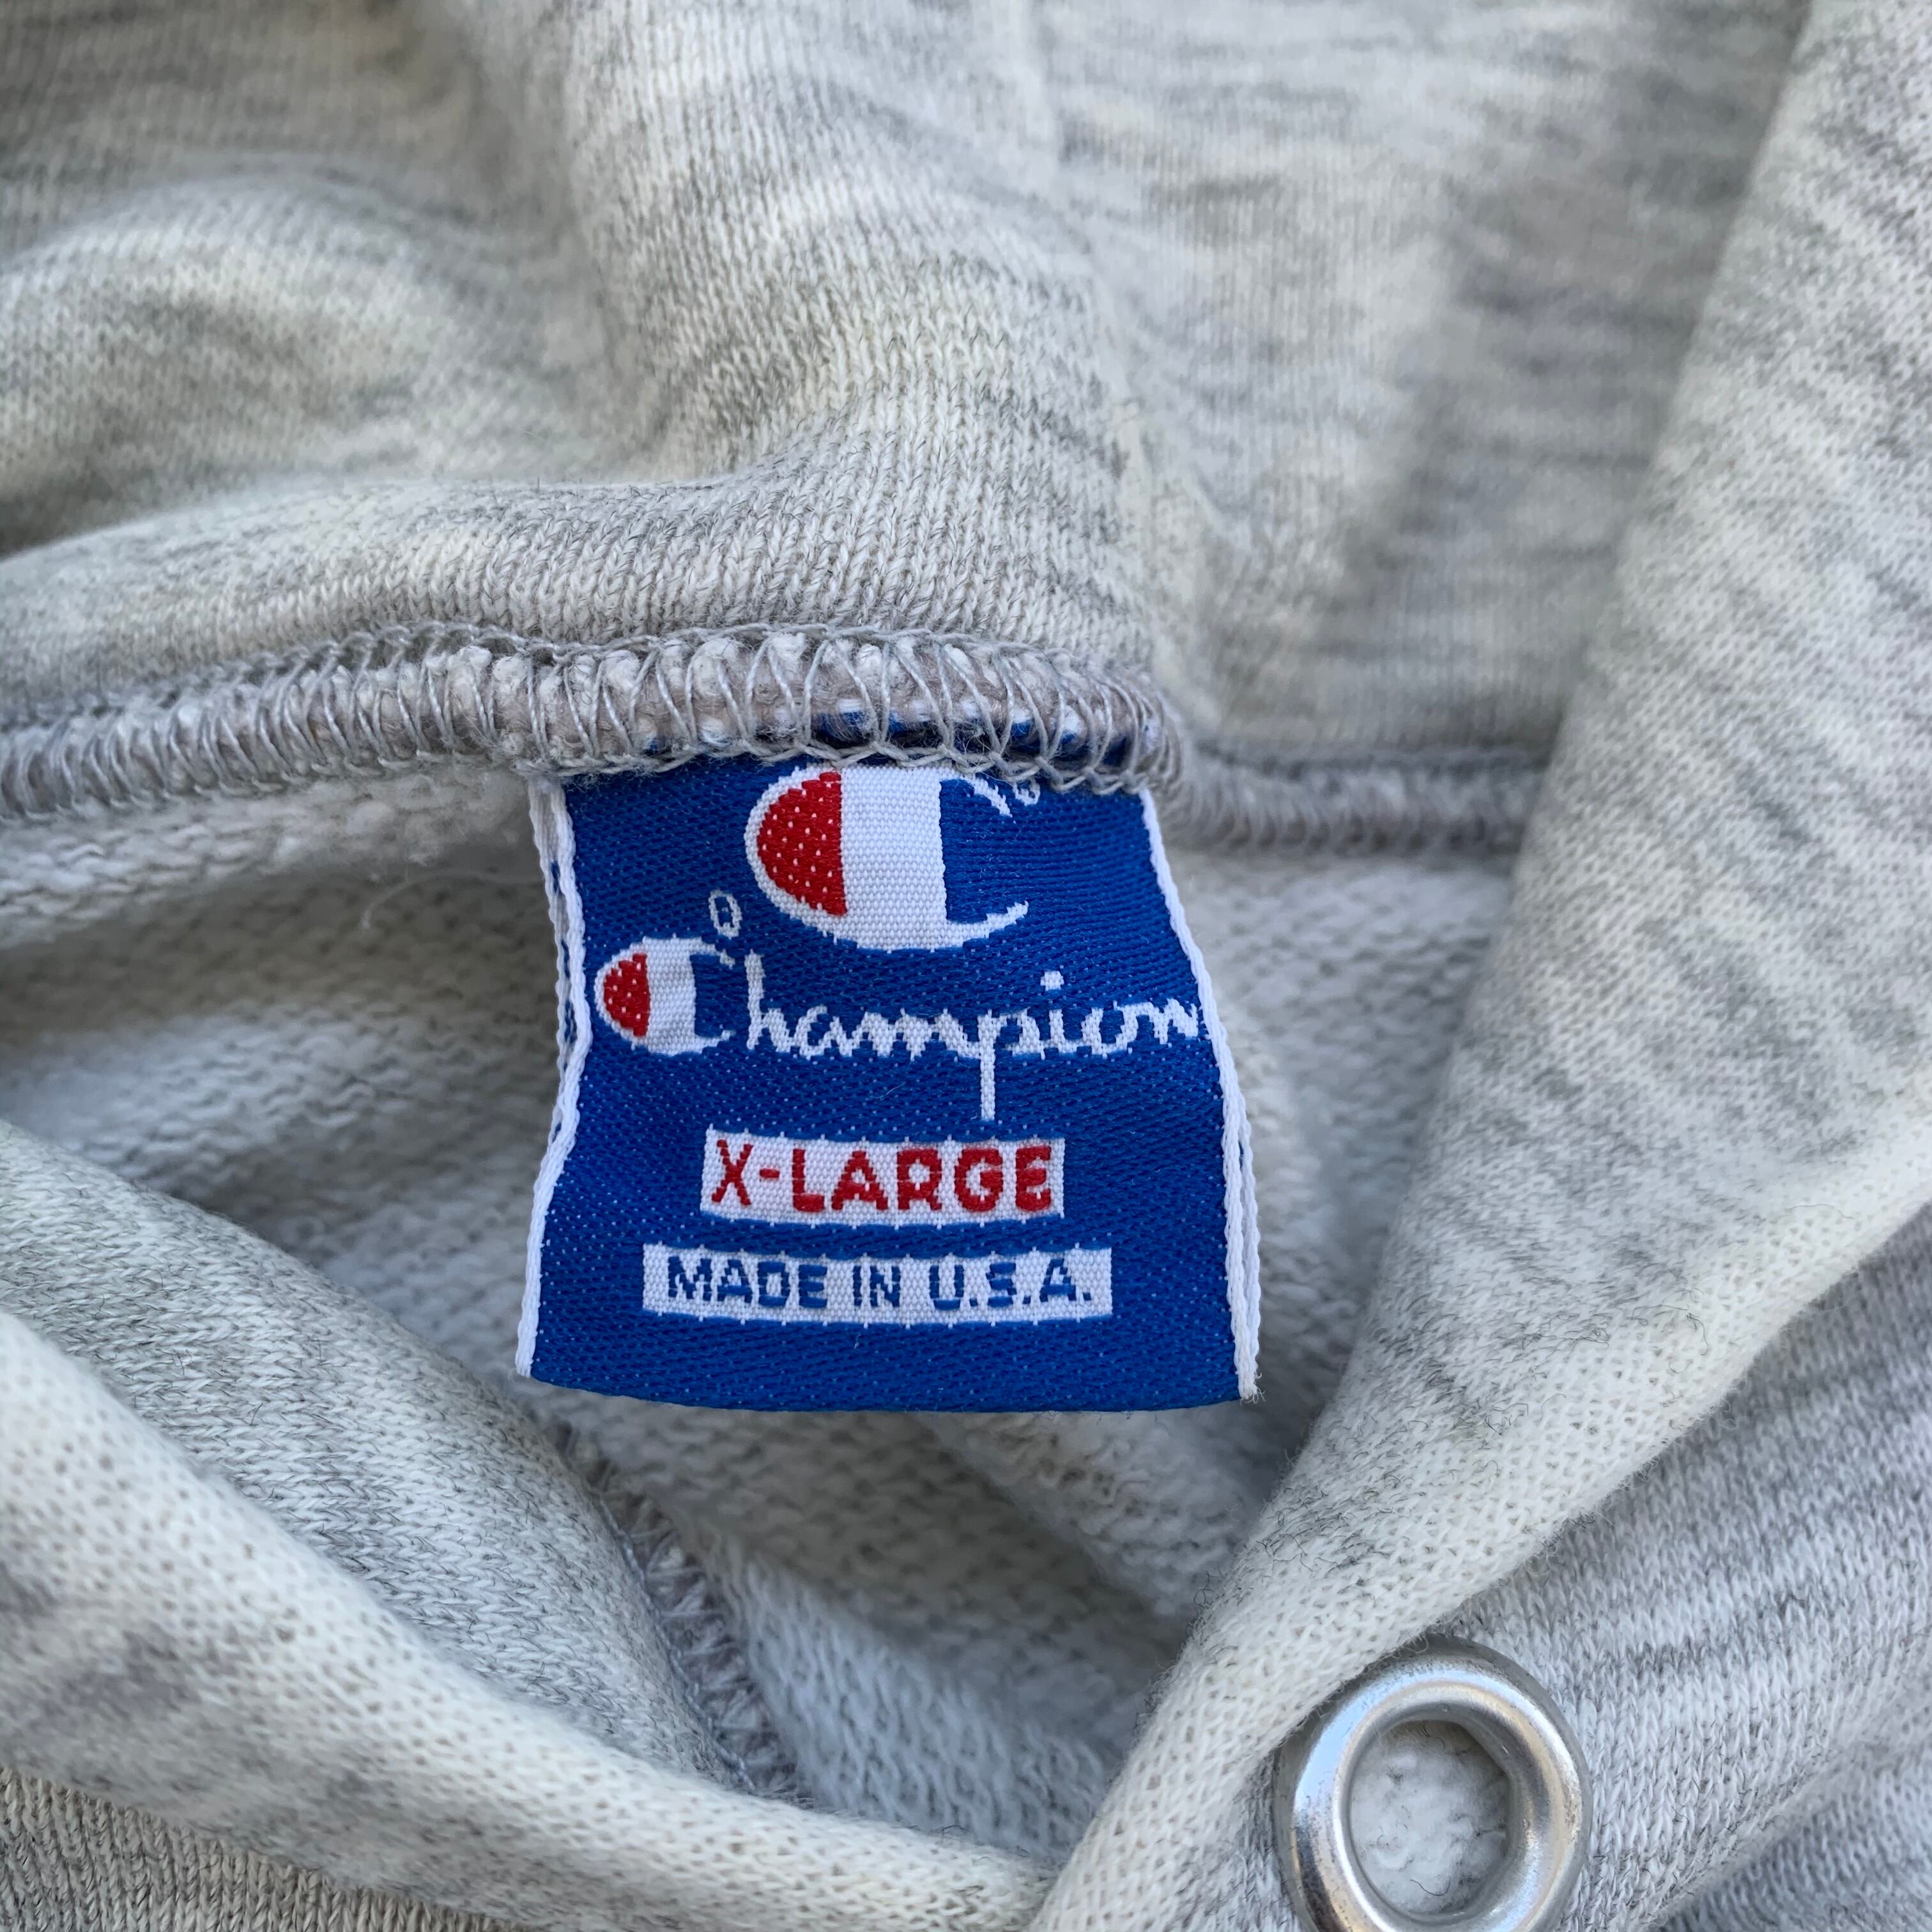 Champion
X-LARGE
MADE IN U.S.A.